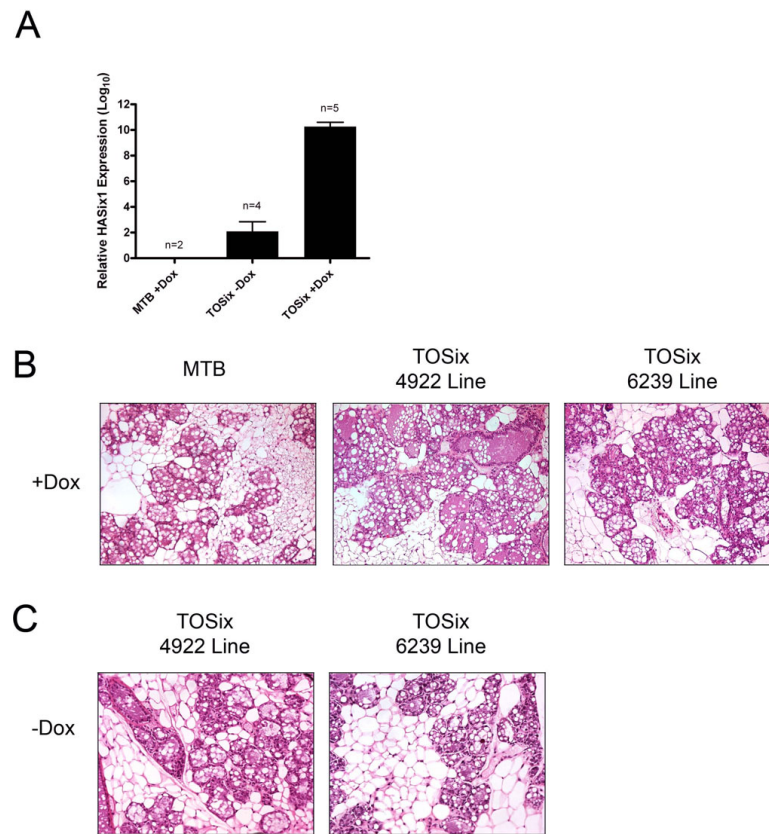 A
Relative HASix1 Expression (Log10)
12
10
8
6
4
2
0
n=2
n=4
n=5
MTB +Dox
TOSix -Dox
TOSix +Dox
B
MTB
TOSix
4922 Line
TOSix
6239 Line
+Dox
C
TOSix
4922 Line
TOSix
6239 Line
-Dox